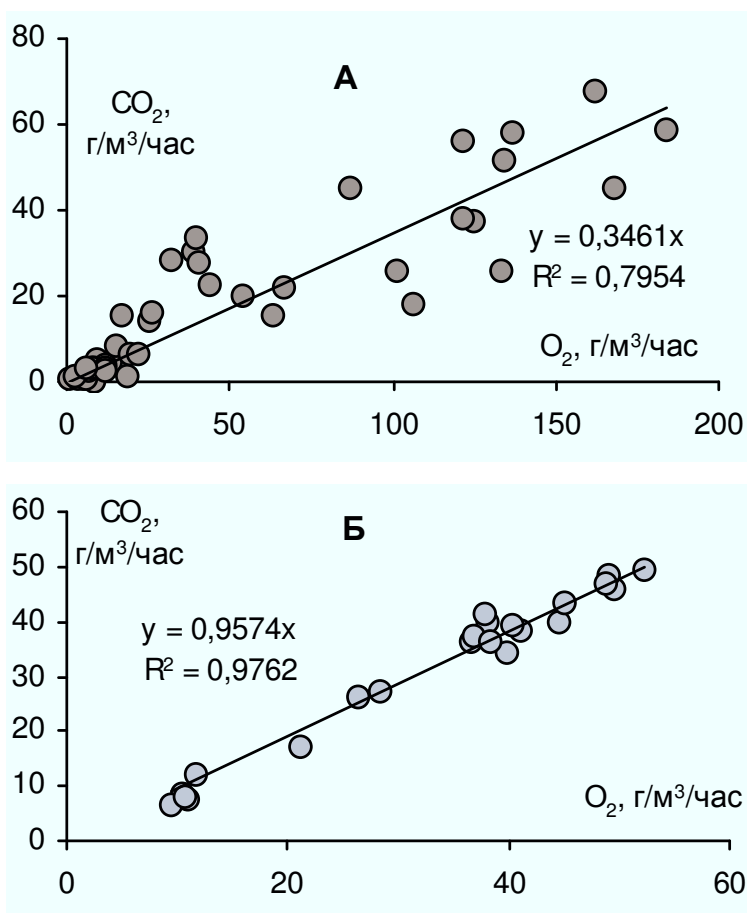 80
А
CO₂,
г/м³/час
60
40
y = 0,3461x
R² = 0,7954
20
O₂, г/м³/час
0
0 50 100 150 200
60
CO₂,
Б
г/м³/час
50
40
y = 0,9574x
R² = 0,9762
30
20
10
O₂, г/м³/час
0
0 20 40 60